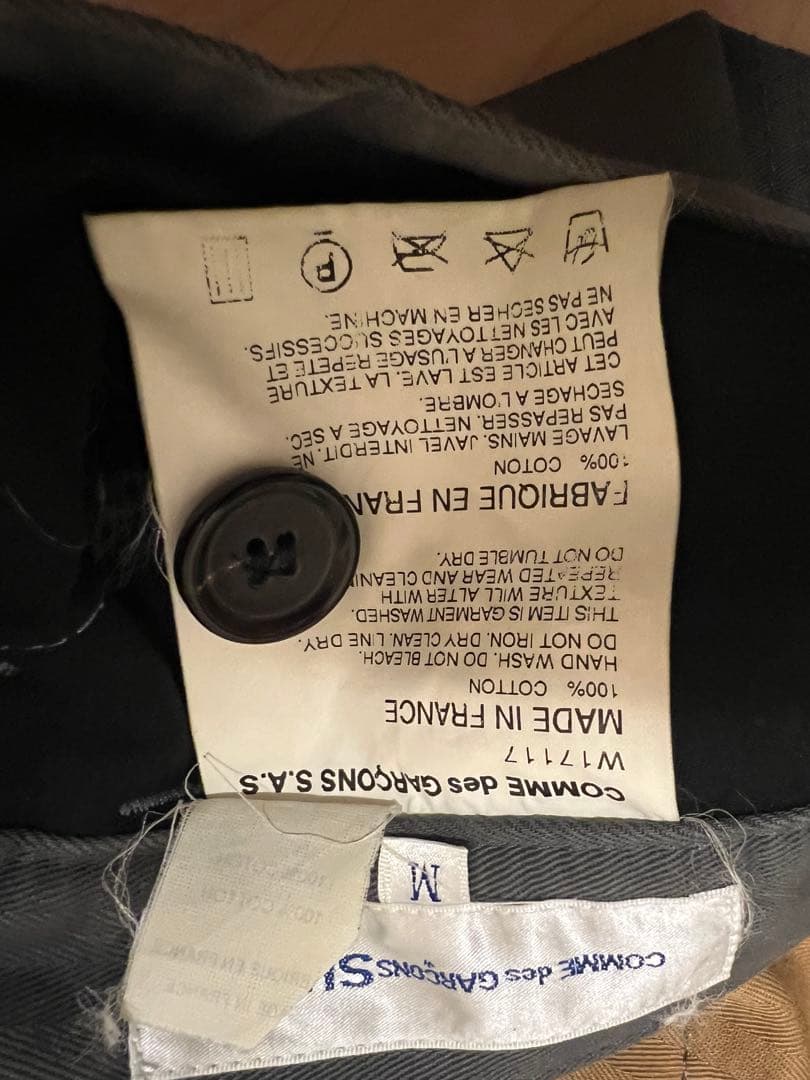 COMME des GARÇONS S.A.S
W17117
MADE IN FRANCE
100% COTON
HAND WASH. DO NOT BLEACH.
DO NOT IRON. DRY CLEAN. LINE DRY.
THIS ITEM IS GARMENT WASHED.
TEXTURE WILL ALTER WITH
REPEATED WEAR AND CLEANI
DO NOT TUMBLE DRY.
FABRIQUE EN FRAN
100% COTON
LAVAGE MAINS. JAVEL INTERDIT. NE
PAS REPASSER. NETTOYAGE A SEC.
SECHAGE A L'OMBRE.
CET ARTICLE EST LAVE. LA TEXTURE
PEUT CHANGER A L'USAGE REPETE ET
AVEC LES NETTOYAGES SUCCESSIFS.
NE PAS SECHER EN MACHINE.
P
M
COMME des GARÇONS S
100% COTON